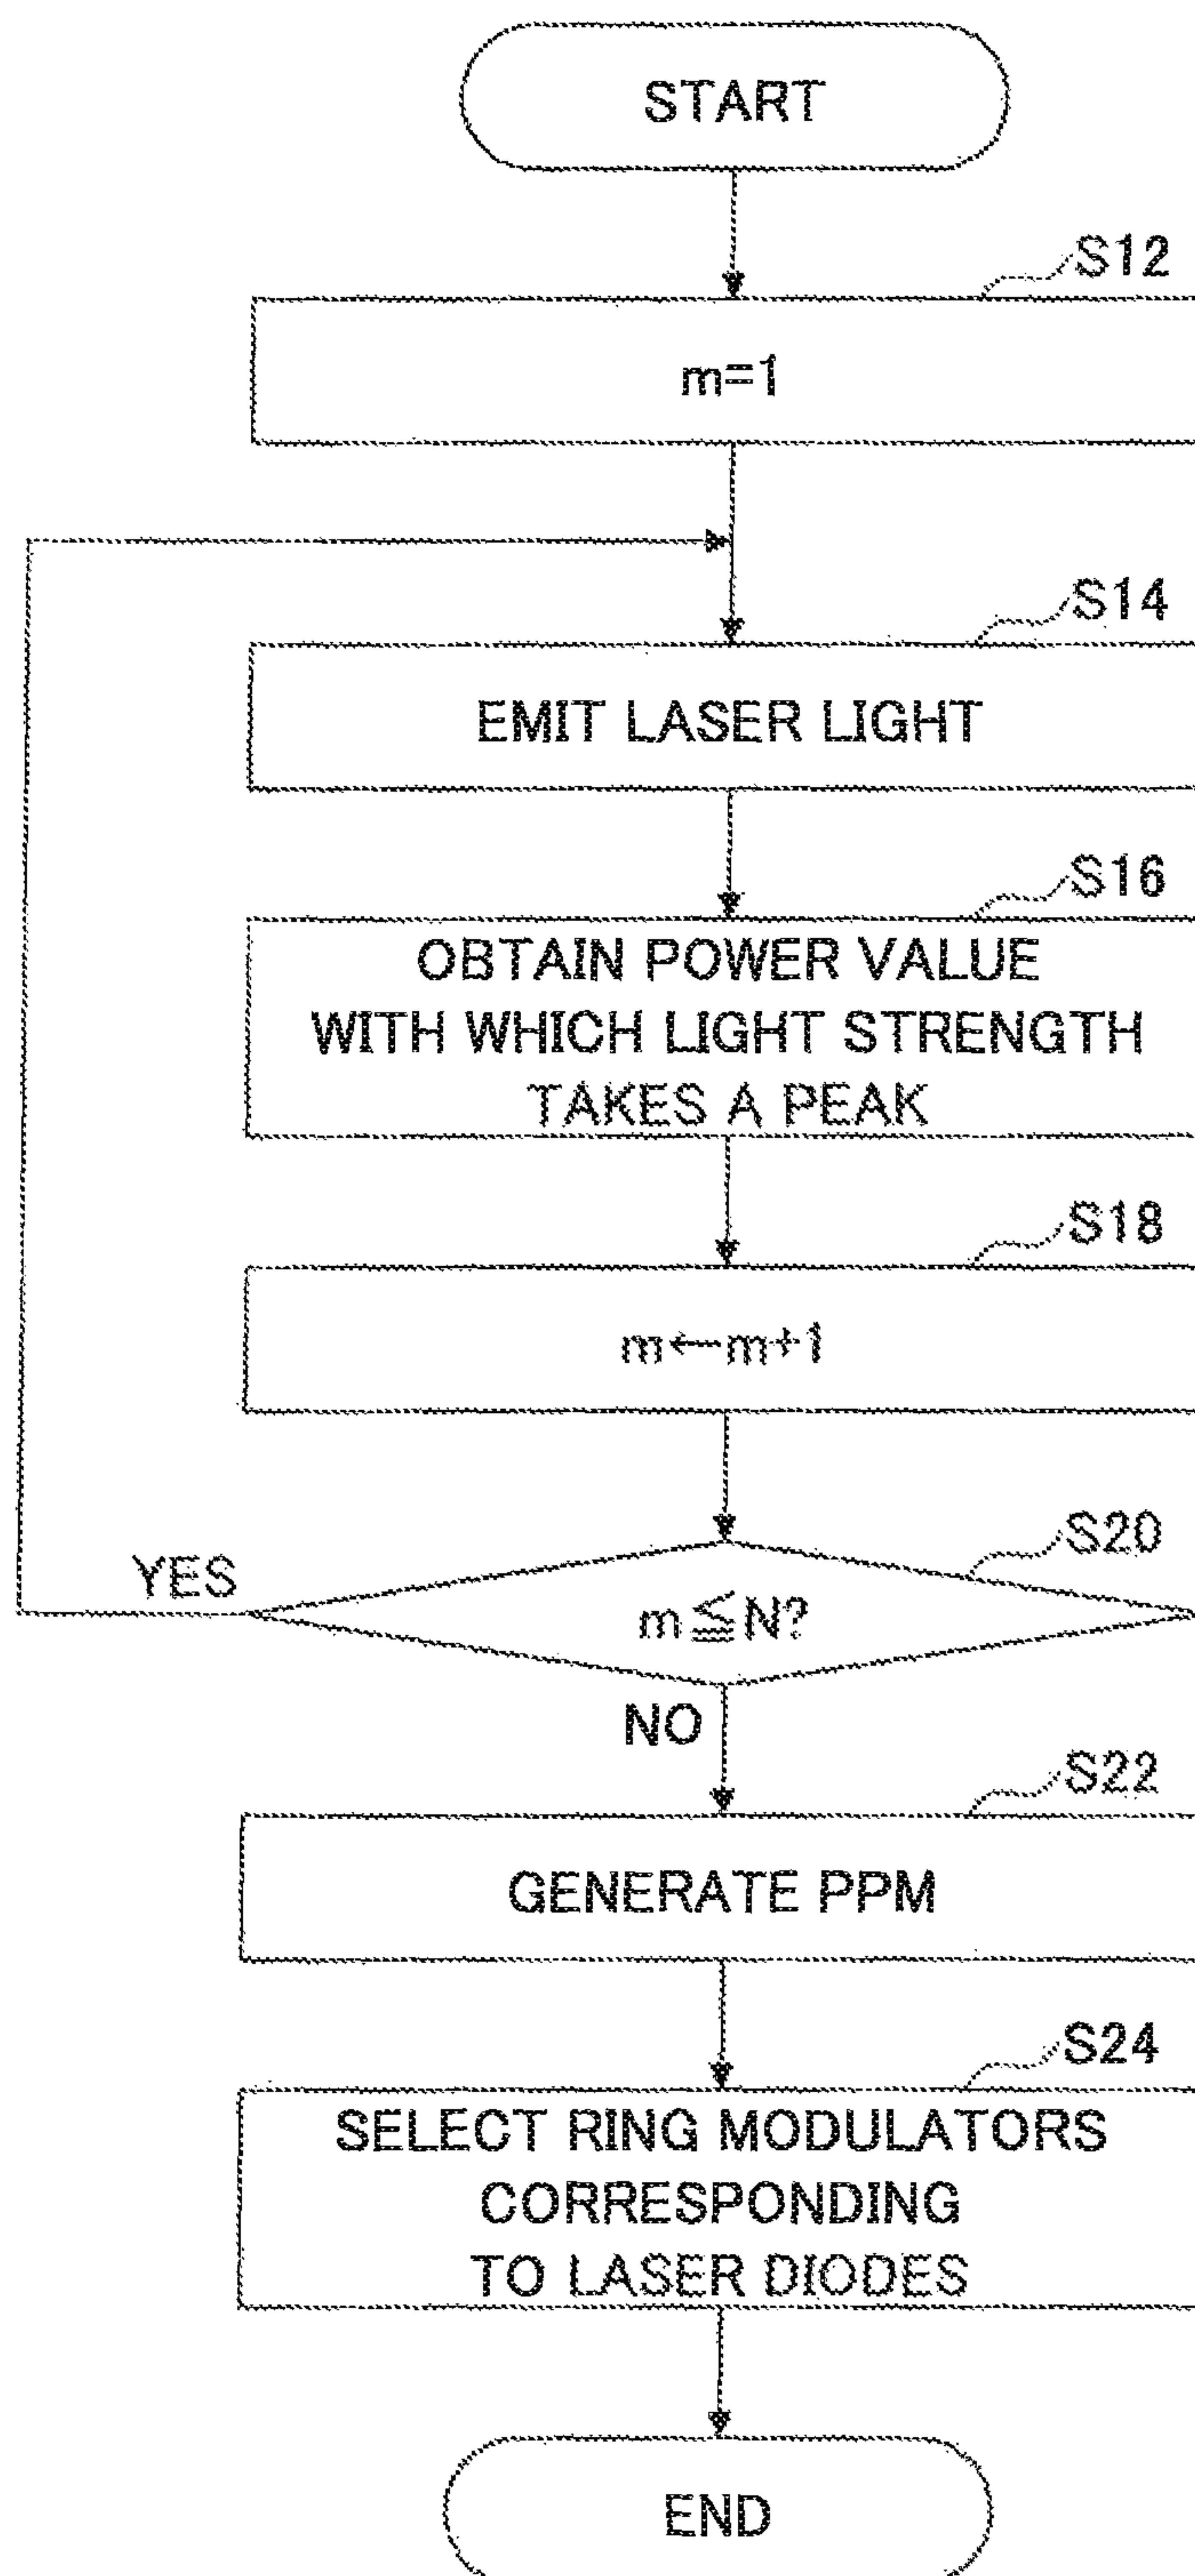 START
S12
m=1
S14
EMIT LASER LIGHT
S16
OBTAIN POWER VALUE
WITH WHICH LIGHT STRENGTH
TAKES A PEAK
S18
m←m+1
S20
YES
m≦N?
NO
S22
GENERATE PPM
S24
SELECT RING MODULATORS
CORRESPONDING
TO LASER DIODES
END